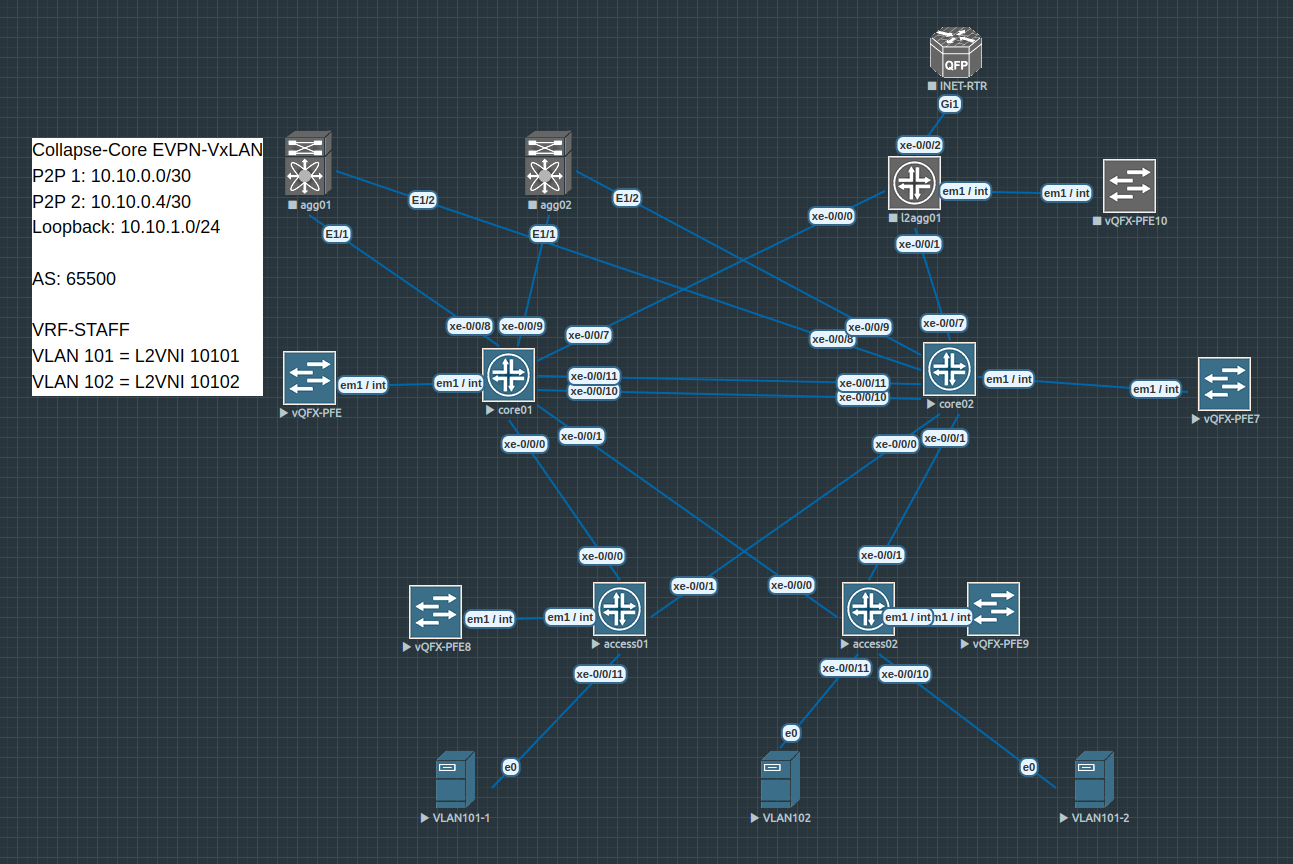 QFP
INET-RTR
Gi1
xe-0/0/2
Collapse-Core EVPN-VxLAN
P2P 1: 10.10.0.0/30
P2P 2: 10.10.0.4/30
Loopback: 10.10.1.0/24
AS: 65500
VRF-STAFF
VLAN 101 = L2VNI 10101
VLAN 102 = L2VNI 10102
agg01
E1/2
E1/1
agg02
E1/2
E1/1
em1 / int
em1 / int
vQFX-PFE10
l2agg01
xe-0/0/0
xe-0/0/1
xe-0/0/8
xe-0/0/9
xe-0/0/7
xe-0/0/9
xe-0/0/8
xe-0/0/7
vQFX-PFE
em1 / int
em1 / int
core01
xe-0/0/11
xe-0/0/10
xe-0/0/11
xe-0/0/10
core02
em1 / int
em1 / int
vQFX-PFE7
xe-0/0/0
xe-0/0/1
xe-0/0/0
xe-0/0/1
xe-0/0/0
xe-0/0/1
xe-0/0/0
xe-0/0/1
vQFX-PFE8
em1 / int
em1 / int
access01
access02
em1 / int
m1 / int
vQFX-PFE9
xe-0/0/11
xe-0/0/11
xe-0/0/10
e0
e0
e0
VLAN101-1
VLAN102
VLAN101-2